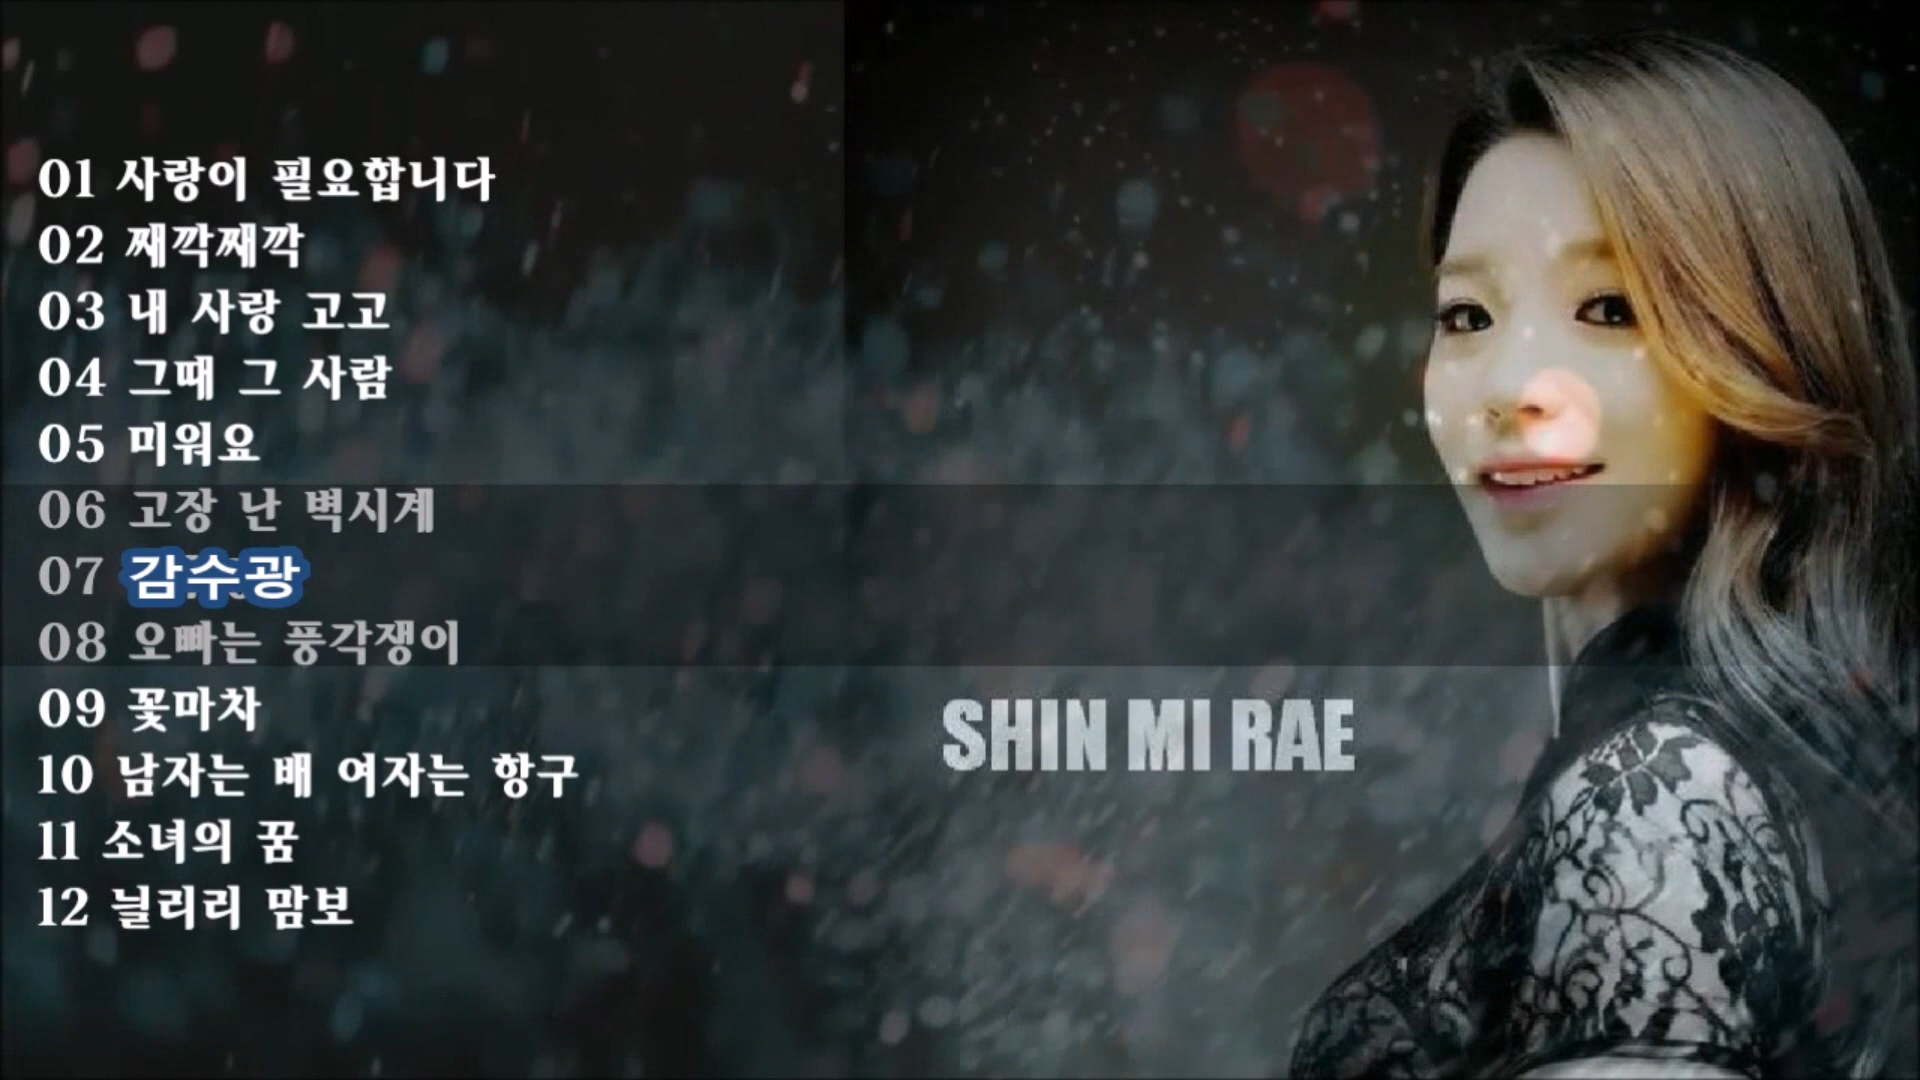 01 사랑이 필요합니다
02 째깍째깍
03 내 사랑 고고
04 그때 그 사람
05 미워요
06 고장 난 벽시계
07 감수광
08 오빠는 풍각쟁이
09 꽃마차
10 남자는 배 여자는 항구
11 소녀의 꿈
12 늴리리 맘보
SHIN MI RAE